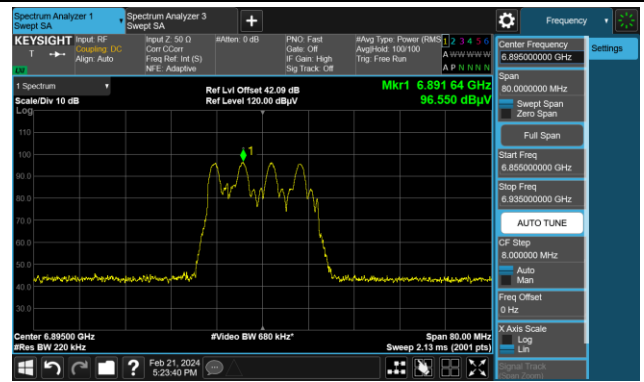 Spectrum Analyzer 1
Swept SA
Spectrum Analyzer 3
Swept SA
+
Frequency
KEYSIGHT
T
LW
Input: RF
Coupling: DC
Align: Auto
Input Z: 50 Ω
Corr CCorr
Freq Ref: Int (S)
NFE: Adaptive
#Atten: 0 dB
PNO: Fast
Gate: Off
IF Gain: High
Sig Track: Off
#Avg Type: Power (RMS)
Avg|Hold: 100/100
Trig: Free Run
1 2 3 4 5 6
A W W W W W
A P N N N N
1 Spectrum
Scale/Div 10 dB
Log
Ref Lvl Offset 42.09 dB
Ref Level 120.00 dBµV
Mkr1 6.891 64 GHz
96.550 dBµV
110
100
90.0
80.0
70.0
60.0
50.0
40.0
30.0
1
Center 6.89500 GHz
#Res BW 220 kHz
#Video BW 680 kHz*
Span 80.00 MHz
Sweep 2.13 ms (2001 pts)
Feb 21, 2024
5:23:40 PM
Center Frequency
6.895000000 GHz
Settings
Span
80.0000000 MHz
Swept Span
Zero Span
Full Span
Start Freq
6.855000000 GHz
Stop Freq
6.935000000 GHz
AUTO TUNE
CF Step
8.000000 MHz
Auto
Man
Freq Offset
0 Hz
X Axis Scale
Log
Lin
Signal Track
(Span Zoom)